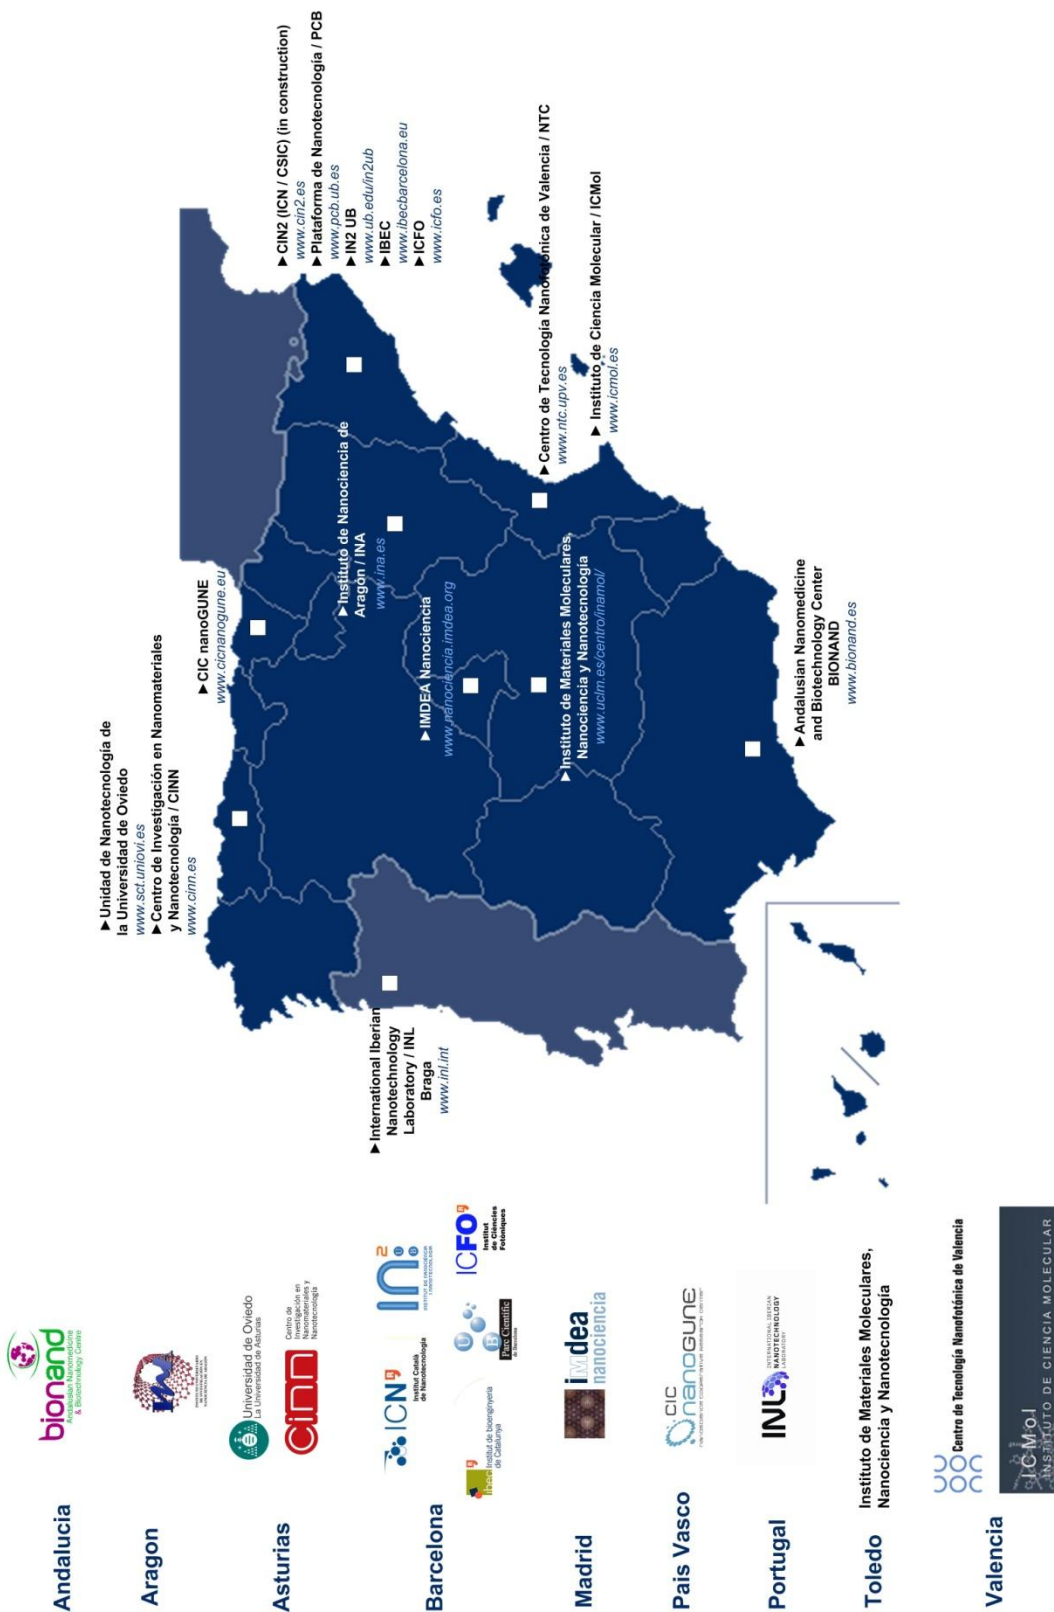 Andalucia
bionand
Andalusian Nanomedicine
& Biotechnology Centre
Aragon
Asturias
Universidad de Oviedo
La Universidad de Asturias
Cinn
Centro de
Investigación en
Nanomateriales y
Nanotecnología
Barcelona
ICN
Institut Català
de Nanotecnologia
IN2
UB
ibec
Institut de bioenginyeria
de Catalunya
UB
Parc Científic
de Barcelona
ICFO
Institut
de Ciències
Fotòniques
Madrid
imdea
nanociencia
Pais Vasco
CIC
nanoGUNE
Portugal
INL
INTERNATIONAL IBERIAN
NANOTECHNOLOGY
LABORATORY
Toledo
Instituto de Materiales Moleculares,
Nanociencia y Nanotecnología
Valencia
Centro de Tecnología Nanofotónica de Valencia
ICMol
INSTITUTO DE CIENCIA MOLECULAR
►Unidad de Nanotecnología de
la Universidad de Oviedo
www.sct.uniovi.es
►Centro de Investigación en Nanomateriales
y Nanotecnología / CINN
www.cinn.es
►CIC nanoGUNE
www.cicnanogune.eu
►CIN2 (ICN / CSIC) (in construction)
www.cin2.es
►Plataforma de Nanotecnología / PCB
www.pcb.ub.es
►IN2 UB
www.ub.edu/in2ub
►IBEC
www.ibecbarcelona.eu
►ICFO
www.icfo.es
►Instituto de Nanociencia de
Aragón / INA
www.ina.es
►International Iberian
Nanotechnology
Laboratory / INL
Braga
www.inl.int
►IMDEA Nanociencia
www.nanociencia.imdea.org
►Centro de Tecnología Nanofotónica de Valencia / NTC
www.ntc.upv.es
►Instituto de Ciencia Molecular / ICMol
www.icmol.es
►Instituto de Materiales Moleculares,
Nanociencia y Nanotecnología
www.uclm.es/centro/inamol/
►Andalusian Nanomedicine
and Biotechnology Center
BIONAND
www.bionand.es